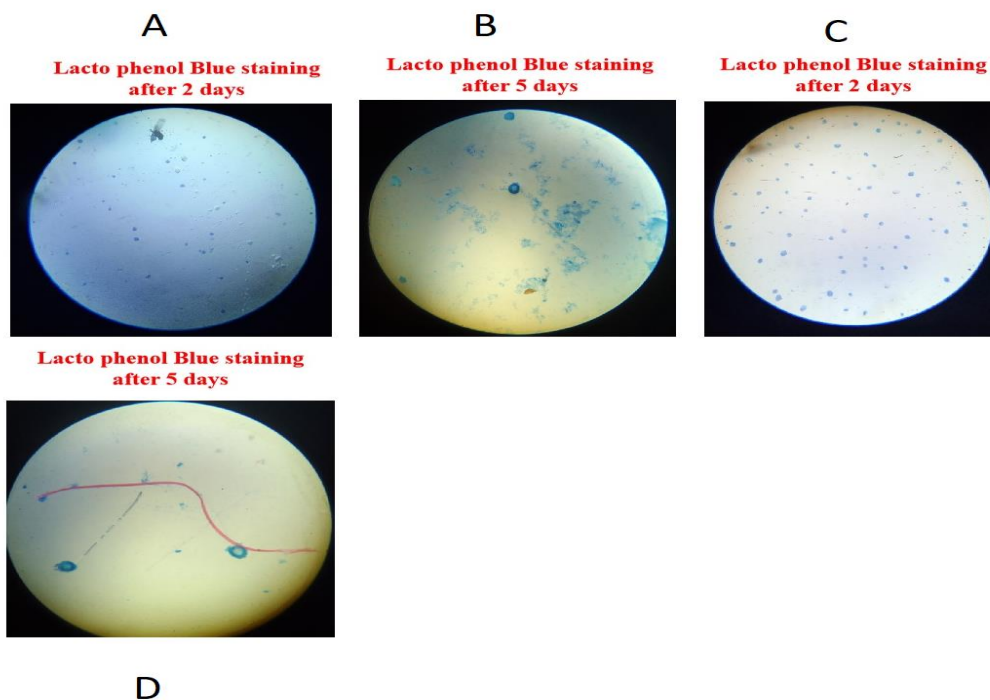 A
B
C
Lacto phenol Blue staining
after 2 days
Lacto phenol Blue staining
after 5 days
Lacto phenol Blue staining
after 2 days
Lacto phenol Blue staining
after 5 days
D